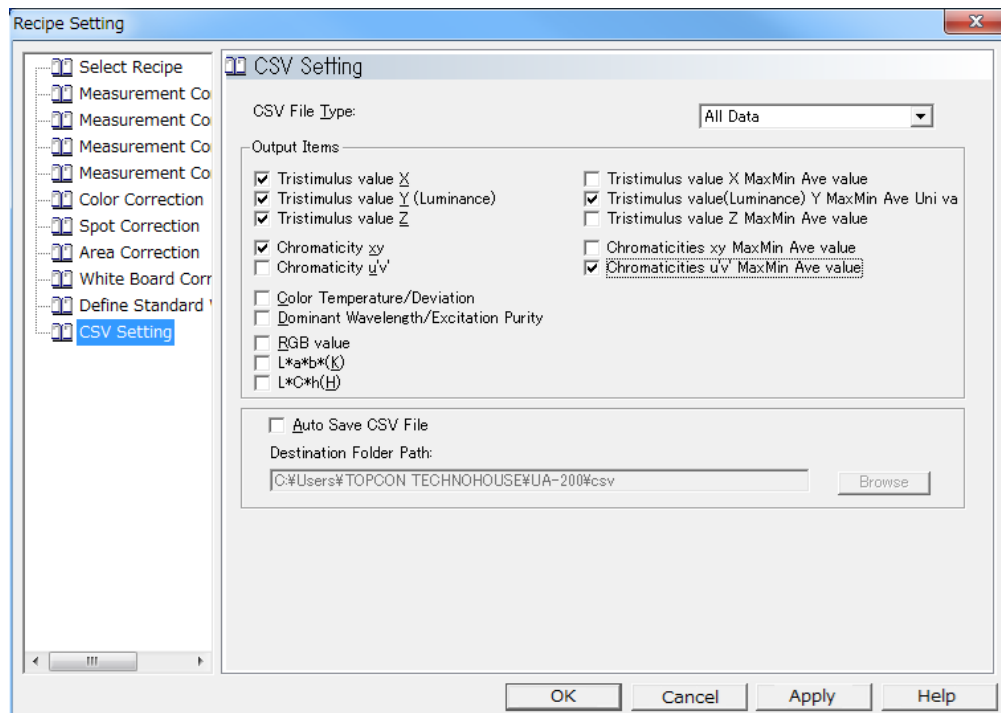 Recipe Setting
Select Recipe
Measurement Co
Measurement Co
Measurement Co
Measurement Co
Color Correction
Spot Correction
Area Correction
White Board Corr
Define Standard
CSV Setting
CSV Setting
CSV File Type:
All Data
Output Items
Tristimulus value X
Tristimulus value Y (Luminance)
Tristimulus value Z
Chromaticity xy
Chromaticity u'v'
Color Temperature/Deviation
Dominant Wavelength/Excitation Purity
RGB value
L*a*b*(K)
L*C*h(H)
Tristimulus value X MaxMin Ave value
Tristimulus value(Luminance) Y MaxMin Ave Uni va
Tristimulus value Z MaxMin Ave value
Chromaticities xy MaxMin Ave value
Chromaticities u'v' MaxMin Ave value
Auto Save CSV File
Destination Folder Path:
C:¥Users¥TOPCON TECHNOHOUSE¥UA-200¥csv
Browse
OK
Cancel
Apply
Help